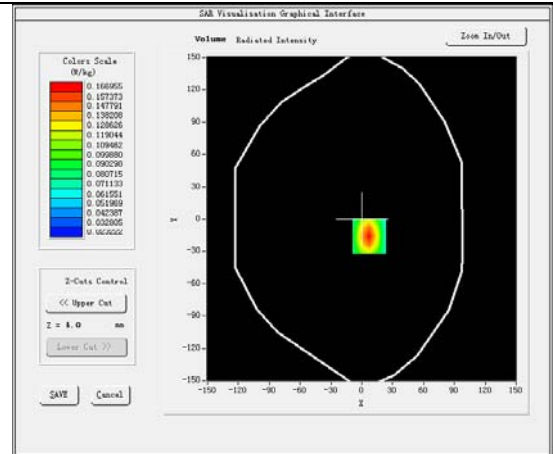 SAR Visualisation Graphical Interface
Volume Radiated Intensity
Zoom In/Out
Colors Scale
(W/kg)
0.166955
0.157373
0.147791
0.138208
0.128626
0.119044
0.109462
0.099880
0.090298
0.080715
0.071133
0.061551
0.051969
0.042387
0.032805
0.023222
150
120
90
60
30
0
-30
-60
-90
-120
-150
Y
-150 -120 -90 -60 -30 0 30 60 90 120 150
X
Z-Cuts Control
<< Upper Cut
Z = 4.0 mm
Lower Cut >>
SAVE
Cancel